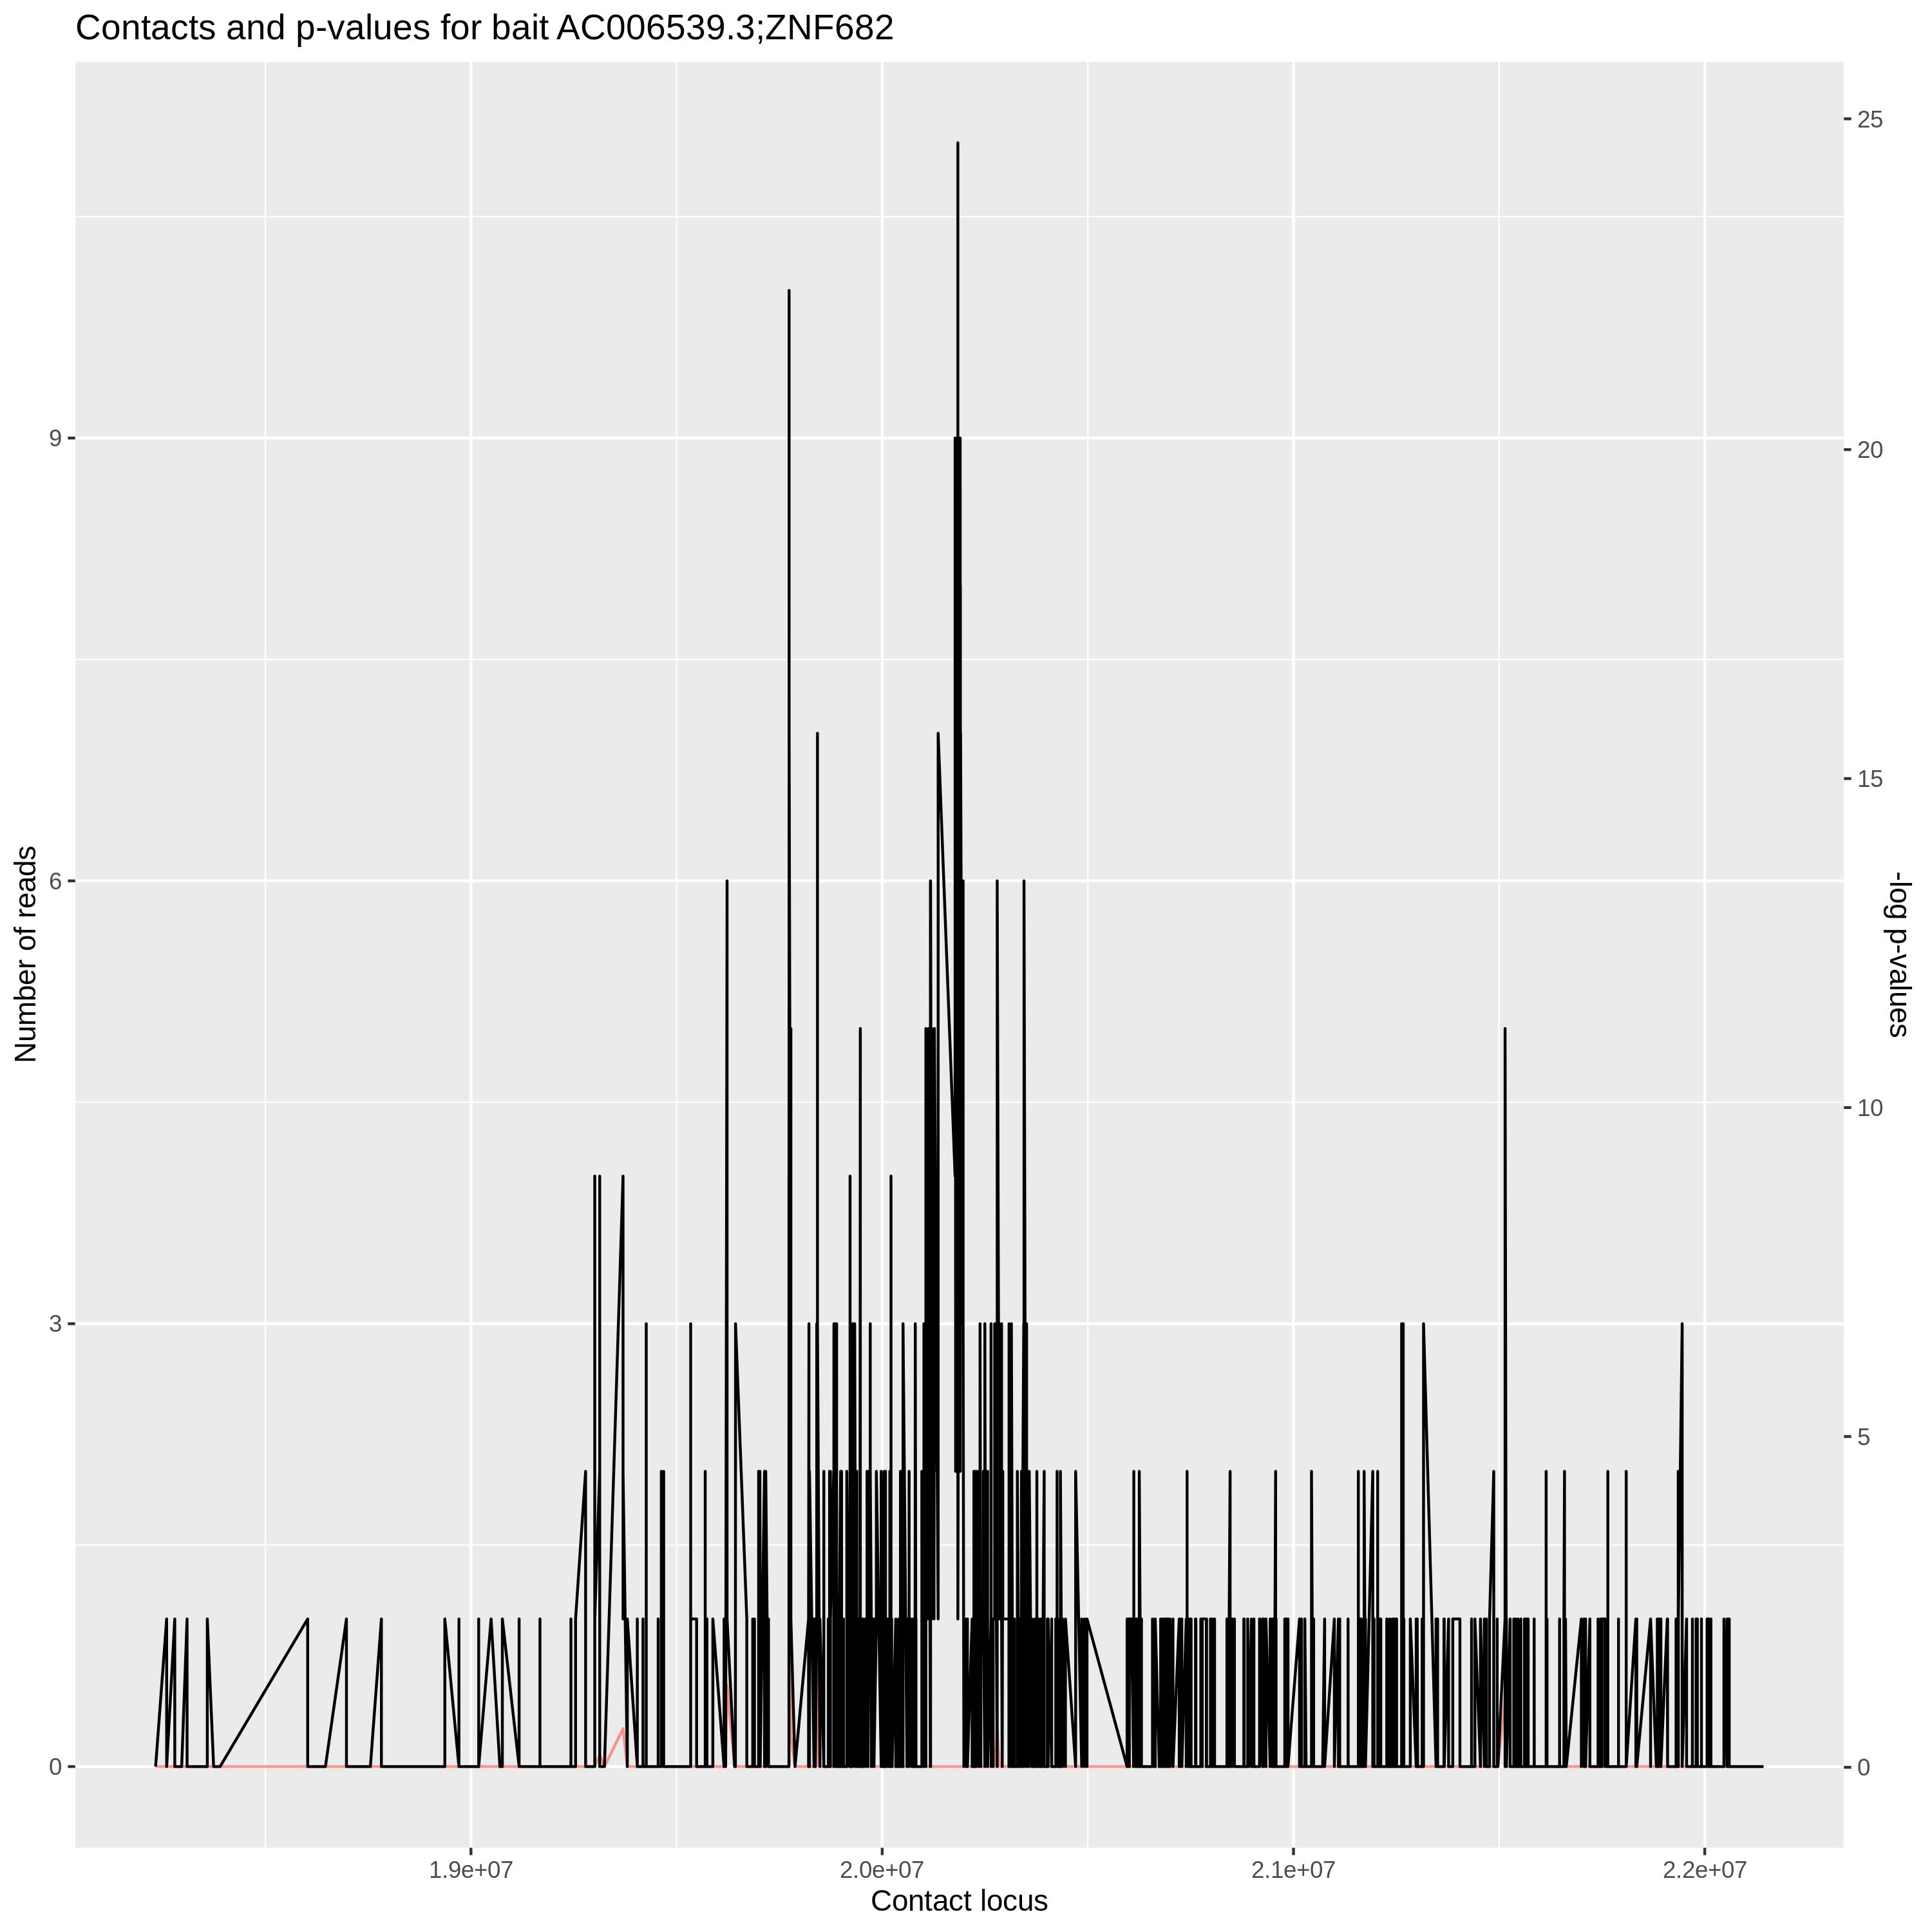 Contacts and p-values for bait AC006539.3;ZNF682
Number of reads
9
6
3
0
25
20
15
10
5
0
-log p-values
1.9e+07
2.0e+07
2.1e+07
2.2e+07
Contact locus